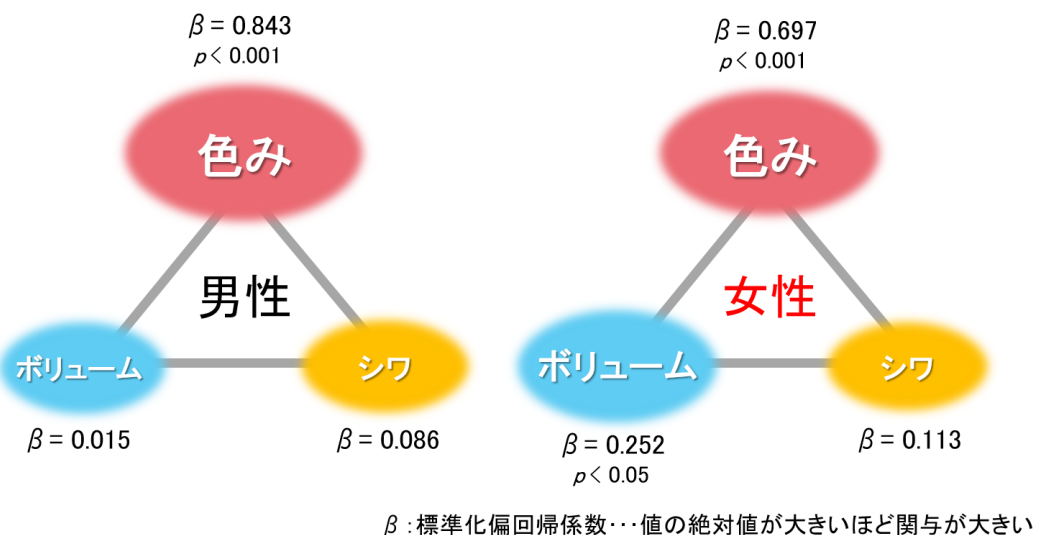 β = 0.843
p < 0.001
色み
男性
ボリューム
シワ
β = 0.015
β = 0.086
β = 0.697
p < 0.001
色み
女性
ボリューム
シワ
β = 0.252
p < 0.05
β = 0.113
β：標準化偏回帰係数･･･値の絶対値が大きいほど関与が大きい